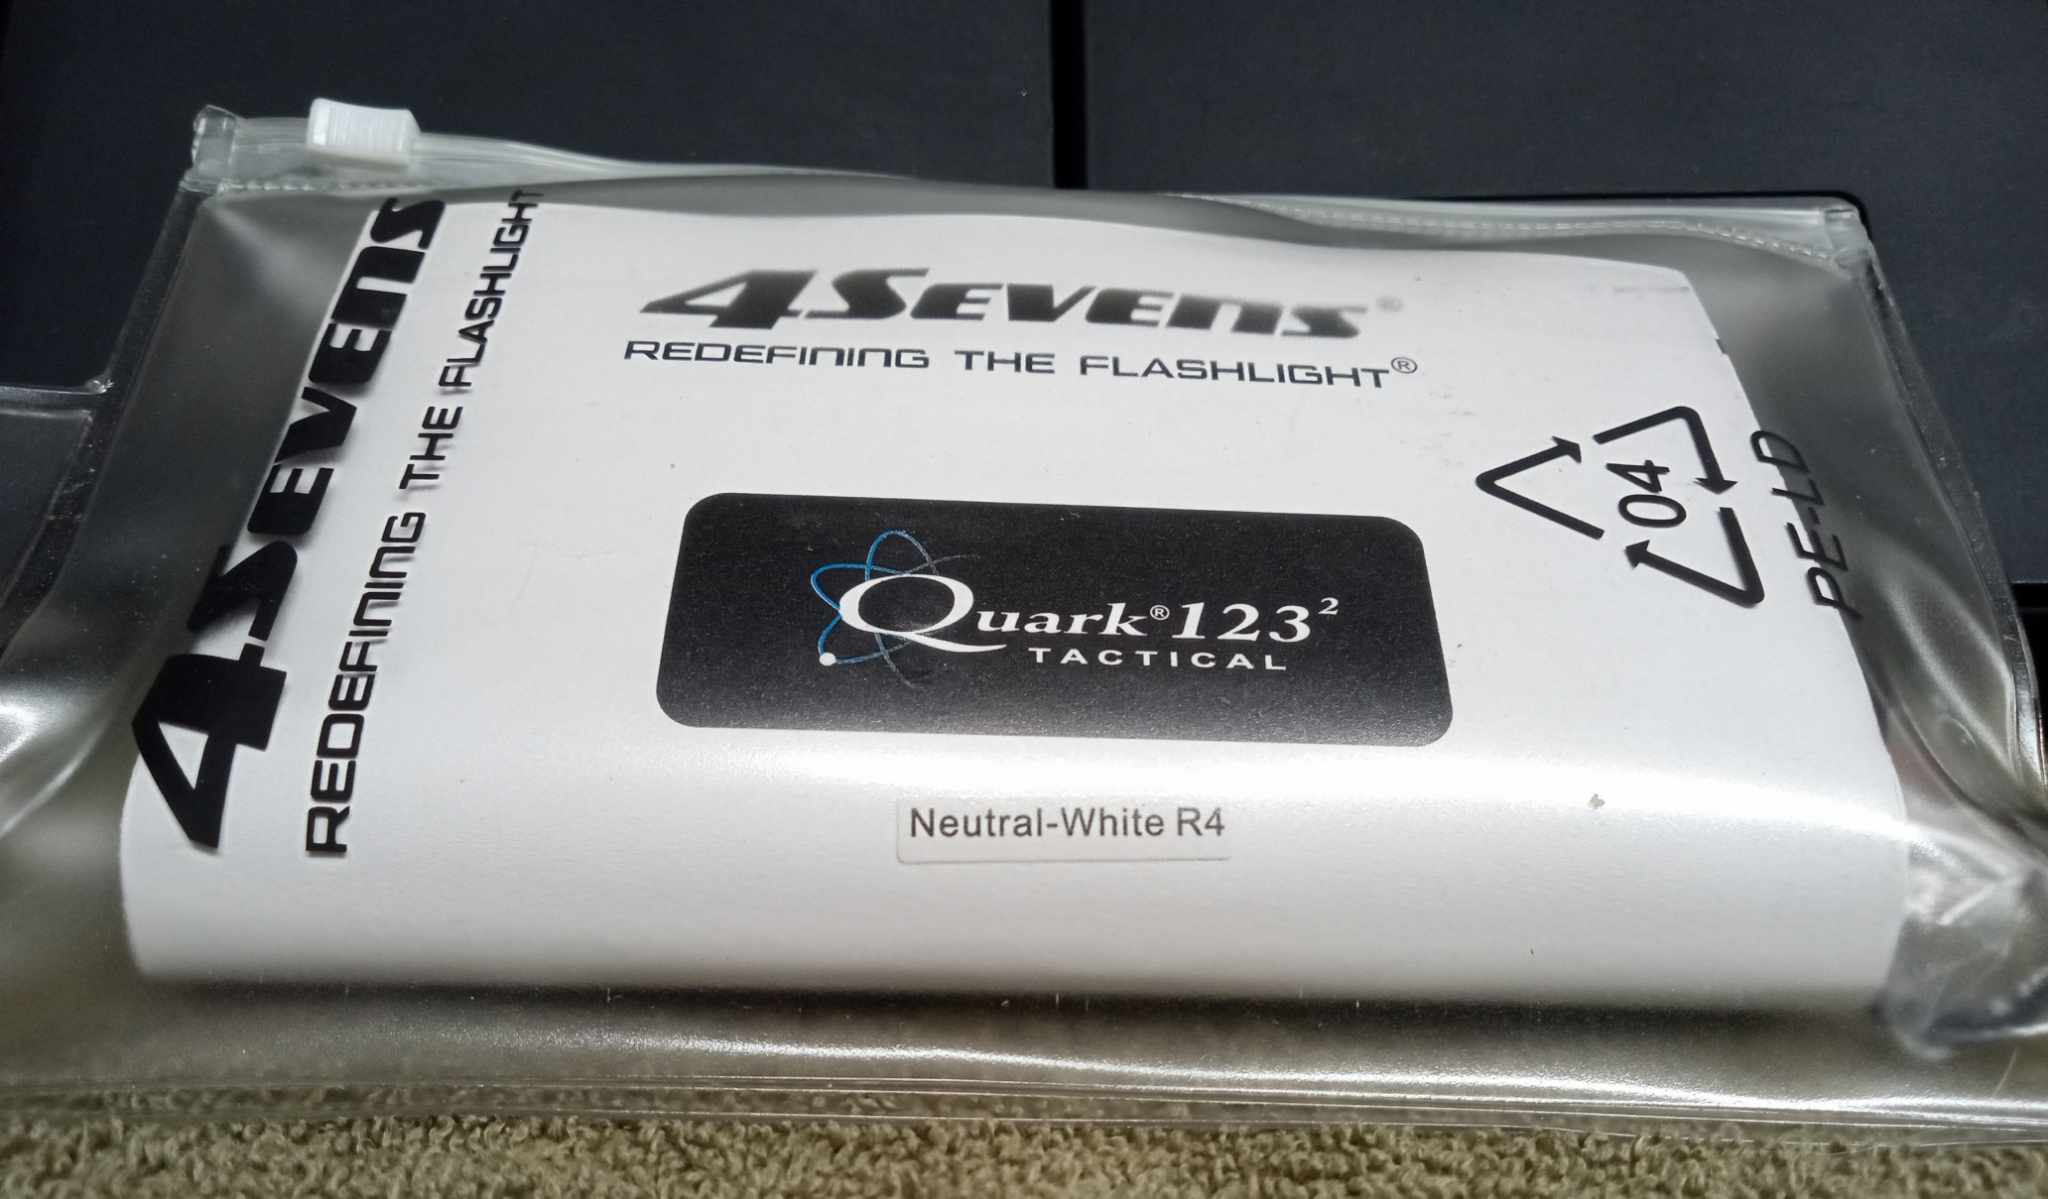 4SEVENS
REDEFINING THE FLASHLIGHT
4SEVENS®
REDEFINING THE FLASHLIGHT®
04
PE-LD
Quark®123²
TACTICAL
Neutral-White R4